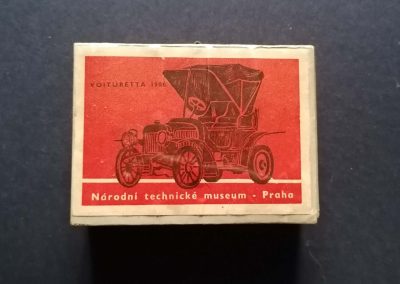 VOITURETTA 1906
Národní technické museum - Praha